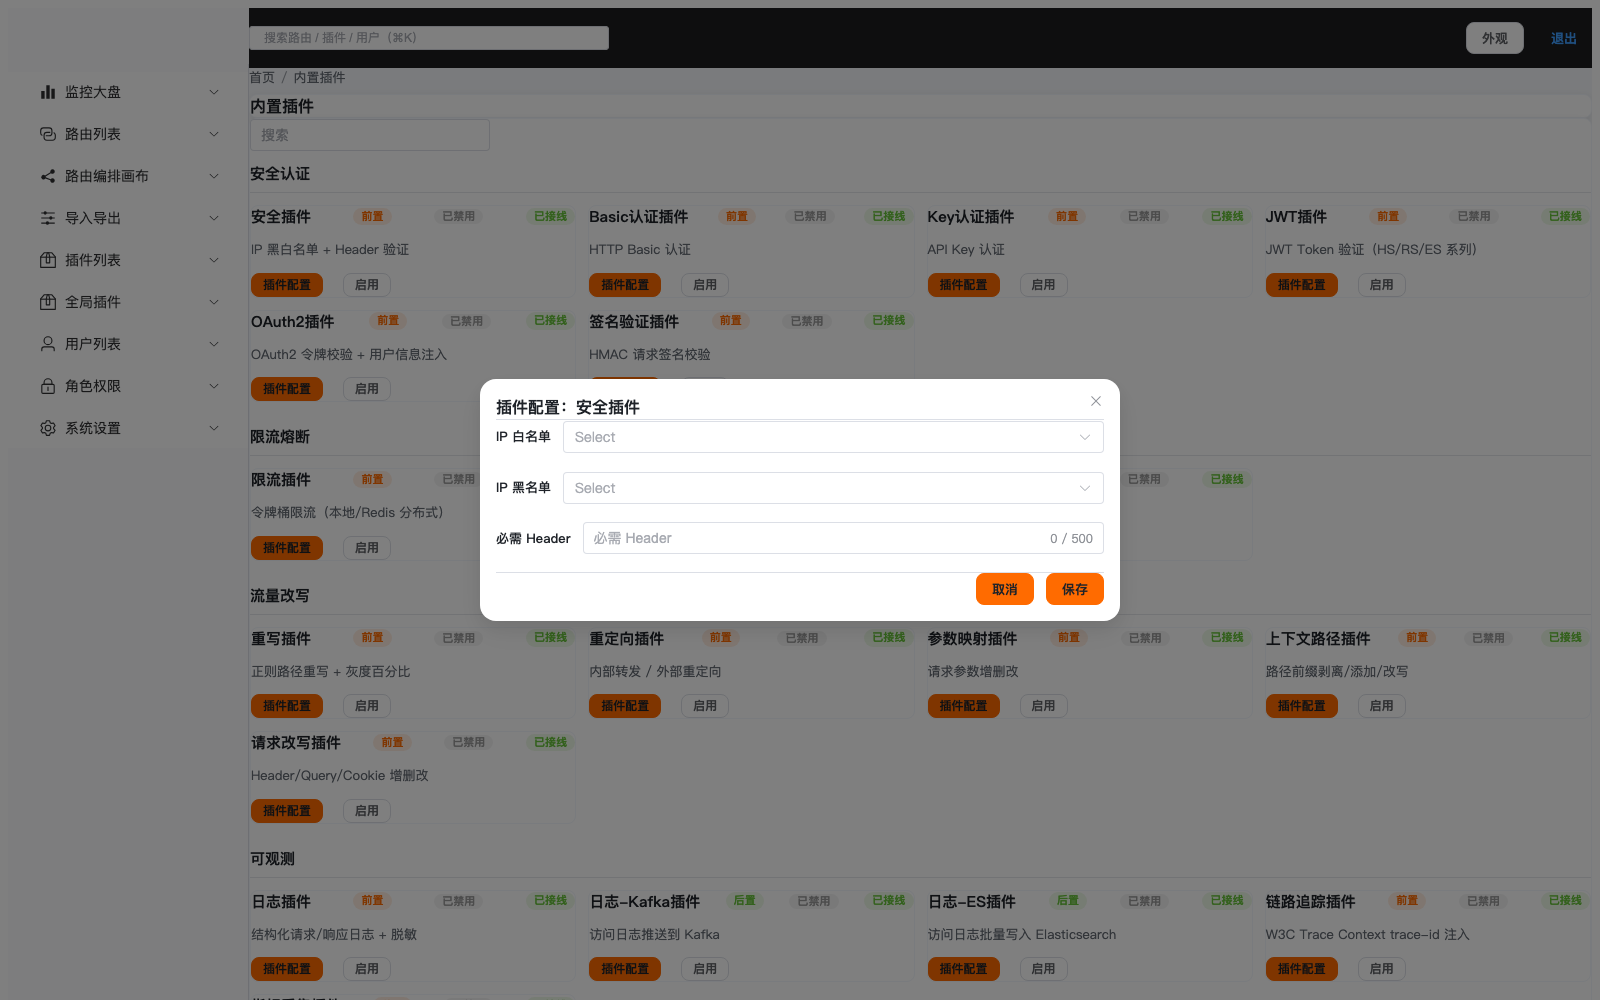 搜索路由 / 插件 / 用户（⌘K）
外观
退出
监控大盘
路由列表
路由编排画布
导入导出
插件列表
全局插件
用户列表
角色权限
系统设置
首页 / 内置插件
内置插件
搜索
安全认证
安全插件 前置 已禁用 已接线
IP 黑白名单 + Header 验证
插件配置 启用
Basic认证插件 前置 已禁用 已接线
HTTP Basic 认证
插件配置 启用
Key认证插件 前置 已禁用 已接线
API Key 认证
插件配置 启用
JWT插件 前置 已禁用 已接线
JWT Token 验证（HS/RS/ES 系列）
插件配置 启用
OAuth2插件 前置 已禁用 已接线
OAuth2 令牌校验 + 用户信息注入
插件配置 启用
签名验证插件 前置 已禁用 已接线
HMAC 请求签名校验
插件配置：安全插件
IP 白名单 Select
IP 黑名单 Select
必需 Header 必需 Header 0 / 500
取消 保存
限流熔断
限流插件 前置 已禁用
令牌桶限流（本地/Redis 分布式）
插件配置 启用
已禁用 已接线
流量改写
重写插件 前置 已禁用 已接线
正则路径重写 + 灰度百分比
插件配置 启用
重定向插件 前置 已禁用 已接线
内部转发 / 外部重定向
插件配置 启用
参数映射插件 前置 已禁用 已接线
请求参数增删改
插件配置 启用
上下文路径插件 前置 已禁用 已接线
路径前缀剥离/添加/改写
插件配置 启用
请求改写插件 前置 已禁用 已接线
Header/Query/Cookie 增删改
插件配置 启用
可观测
日志插件 前置 已禁用 已接线
结构化请求/响应日志 + 脱敏
插件配置 启用
日志-Kafka插件 后置 已禁用 已接线
访问日志推送到 Kafka
插件配置 启用
日志-ES插件 后置 已禁用 已接线
访问日志批量写入 Elasticsearch
插件配置 启用
链路追踪插件 前置 已禁用 已接线
W3C Trace Context trace-id 注入
插件配置 启用